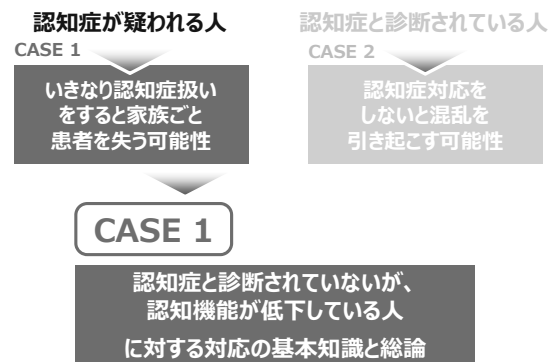 認知症が疑われる人
CASE 1
いきなり認知症扱い
をすると家族ごと
患者を失う可能性
認知症と診断されている人
CASE 2
認知症対応を
しないと混乱を
引き起こす可能性
CASE 1
認知症と診断されていないが、
認知機能が低下している人
に対する対応の基本知識と総論